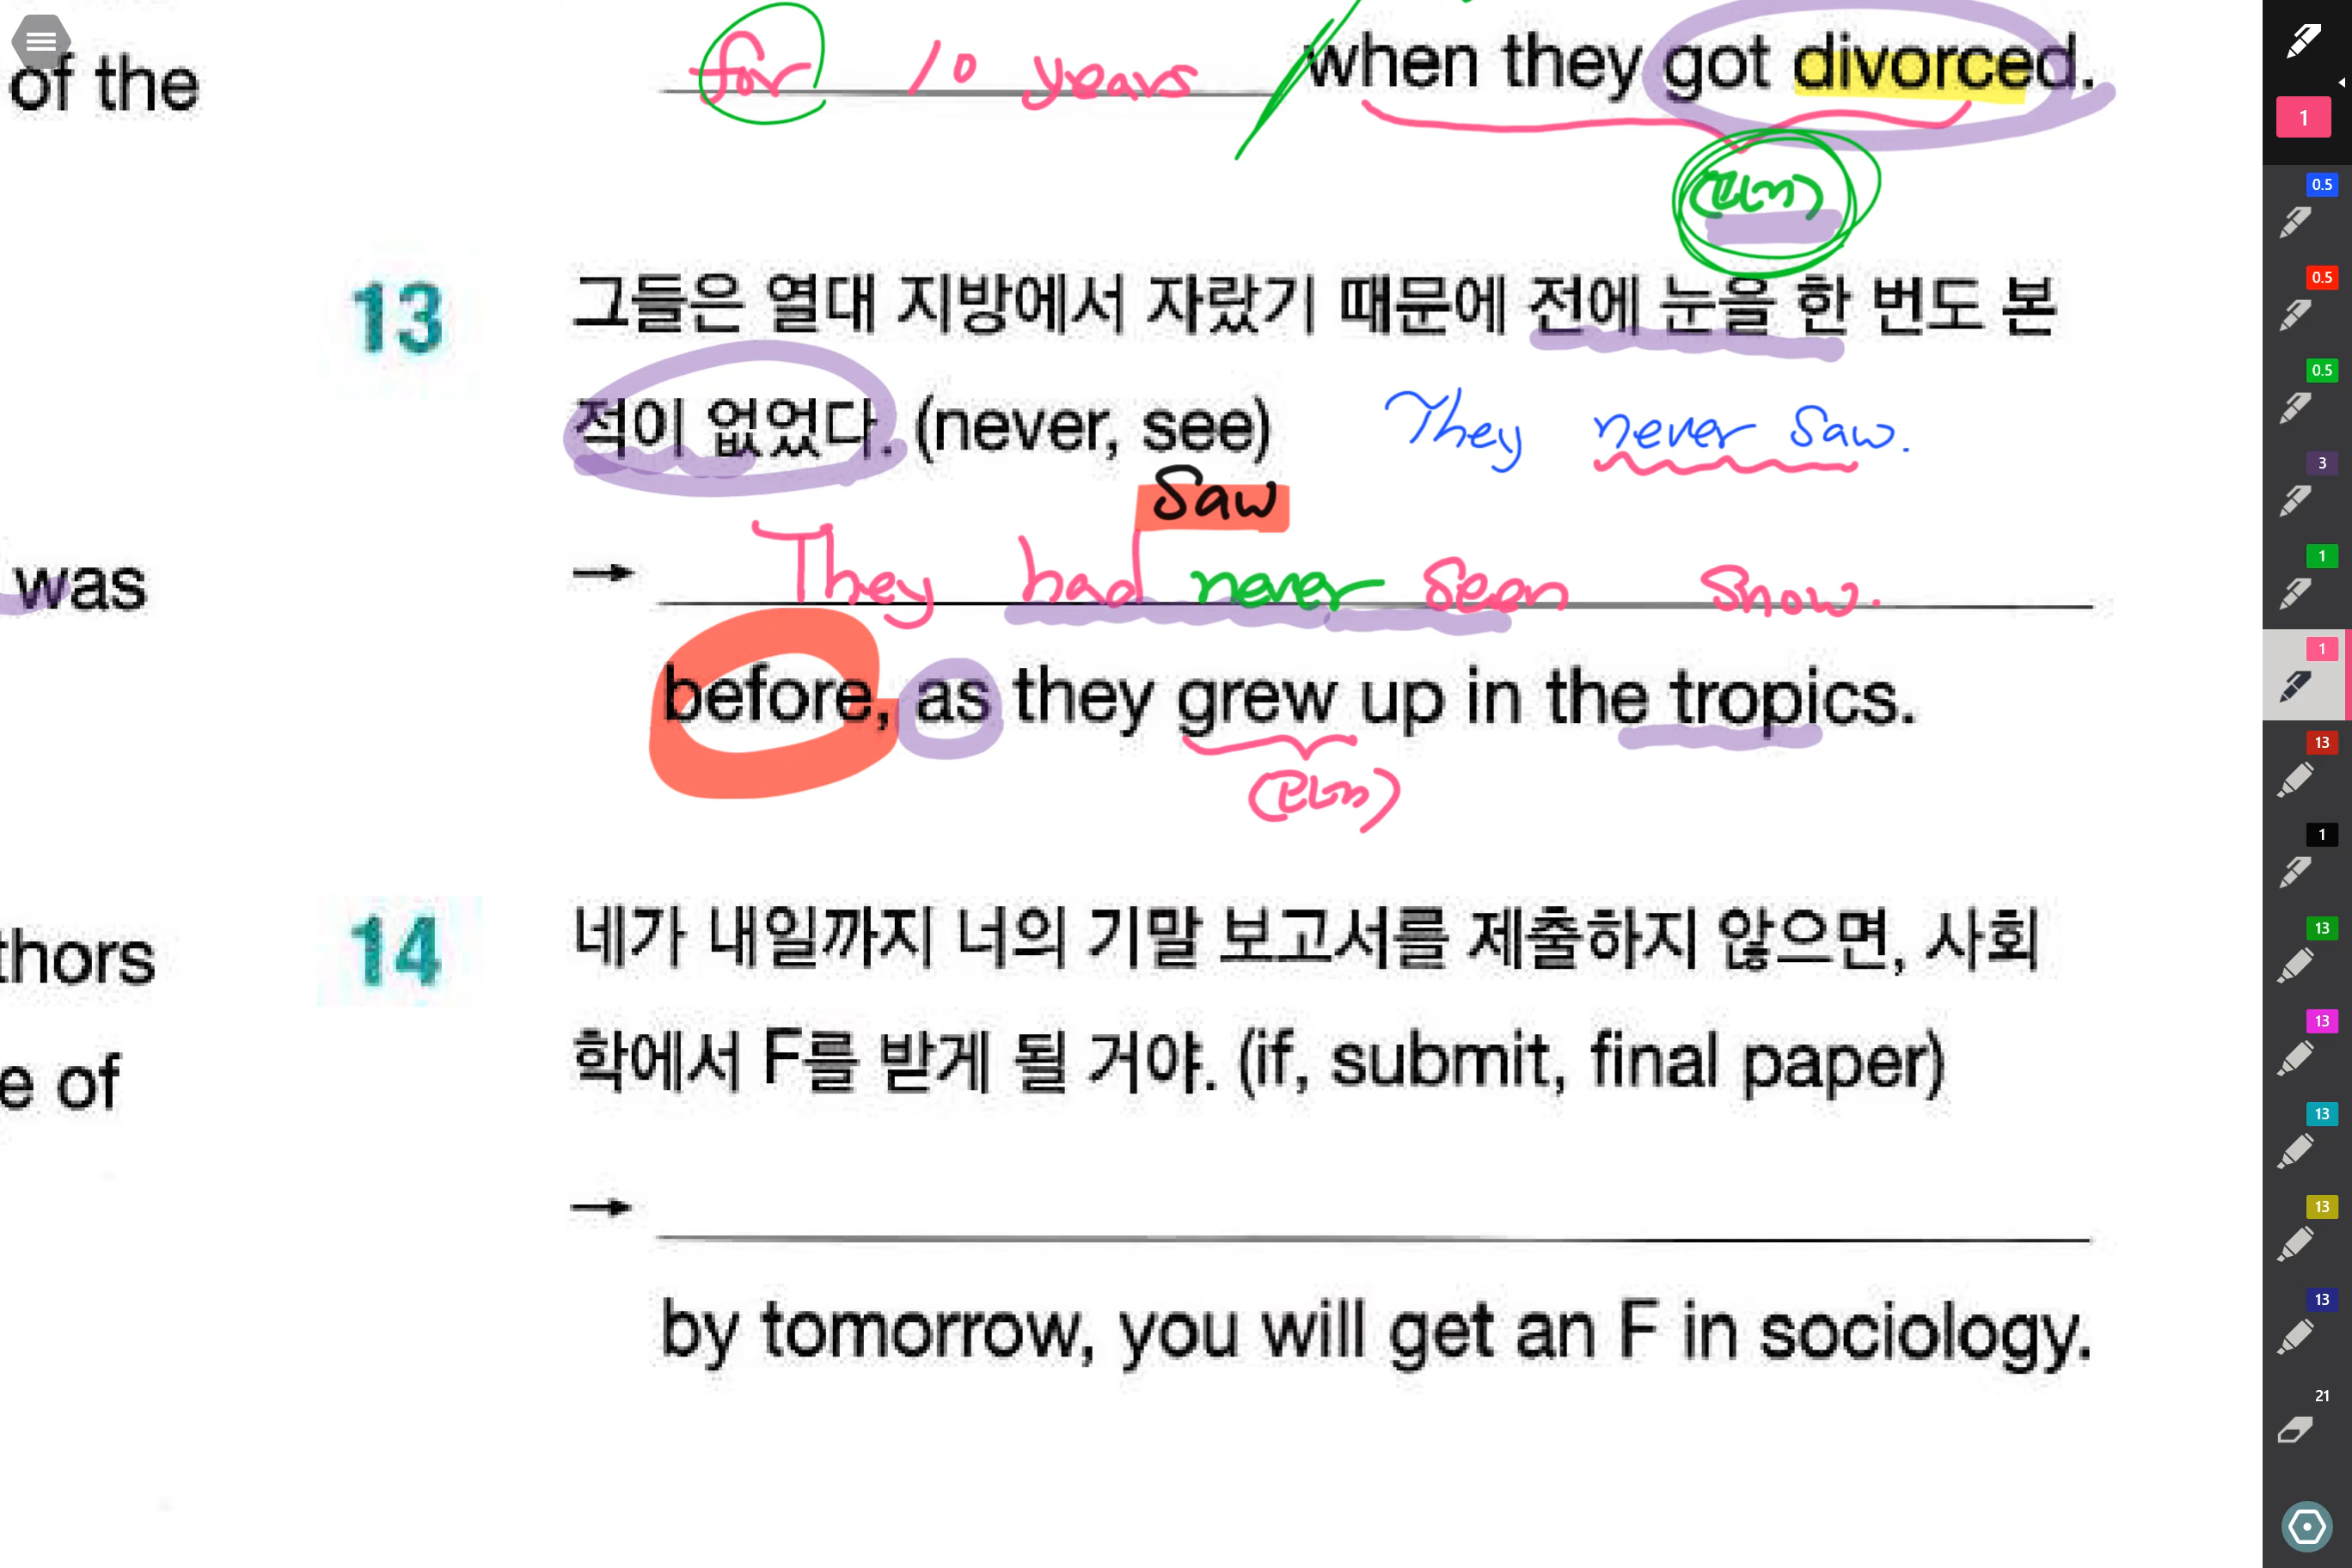 of the
for 10 years when they got divorced.
(과거)
13 그들은 열대 지방에서 자랐기 때문에 전에 눈을 한 번도 본
적이 없었다. (never, see) They never saw.
saw
→ They had never seen snow.
was
before, as they grew up in the tropics.
(과거)
thors
14 네가 내일까지 너의 기말 보고서를 제출하지 않으면, 사회
e of
학에서 F를 받게 될 거야. (if, submit, final paper)
→
by tomorrow, you will get an F in sociology.
1
0.5
0.5
0.5
3
1
1
13
1
13
13
13
13
13
21